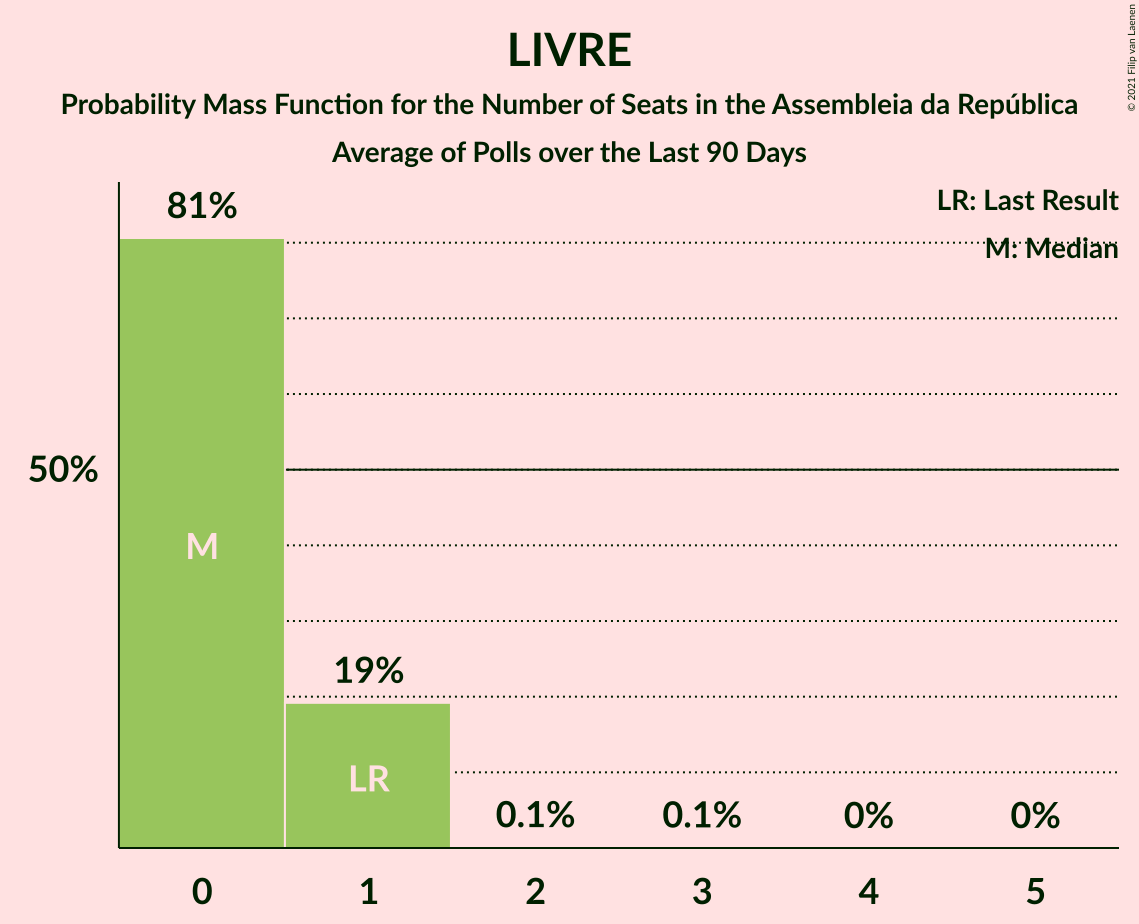 LIVRE
Probability Mass Function for the Number of Seats in the Assembleia da República
Average of Polls over the Last 90 Days
© 2021 Filip van Laenen
LR: Last Result
M: Median
81%
50%
M
19%
LR
0.1%
0.1%
0%
0%
0
1
2
3
4
5